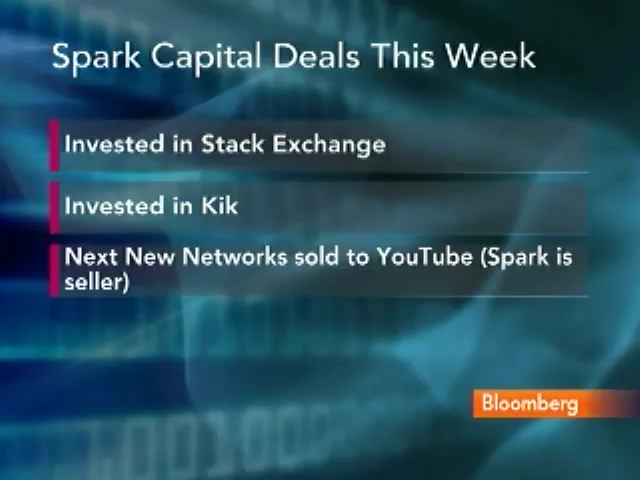 Spark Capital Deals This Week
Invested in Stack Exchange
Invested in Kik
Next New Networks sold to YouTube (Spark is
seller)
Bloomberg